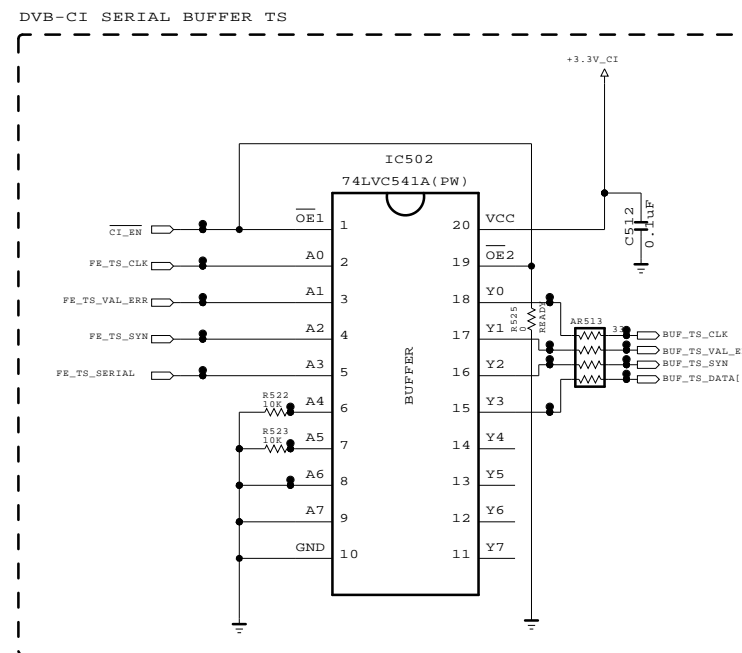 DVB-CI SERIAL BUFFER TS
+3.3V_CI
IC502
74LVC541A(PW)
C512
0.1uF
CI_EN
OE1
1
20
VCC
FE_TS_CLK
A0
2
19
OE2
FE_TS_VAL_ERR
A1
3
18
Y0
R525
0
READY
AR513
33
BUF_TS_CLK
FE_TS_SYN
A2
4
17
Y1
BUF_TS_VAL_E
BUF_TS_SYN
BUF_TS_DATA[
FE_TS_SERIAL
A3
5
16
Y2
BUFFER
R522
10K
A4
6
15
Y3
R523
10K
A5
7
14
Y4
A6
8
13
Y5
A7
9
12
Y6
GND
10
11
Y7